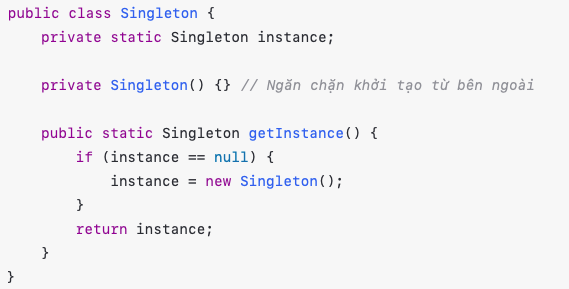 public class Singleton {
    private static Singleton instance;

    private Singleton() {} // Ngăn chặn khởi tạo từ bên ngoài

    public static Singleton getInstance() {
        if (instance == null) {
            instance = new Singleton();
        }
        return instance;
    }
}